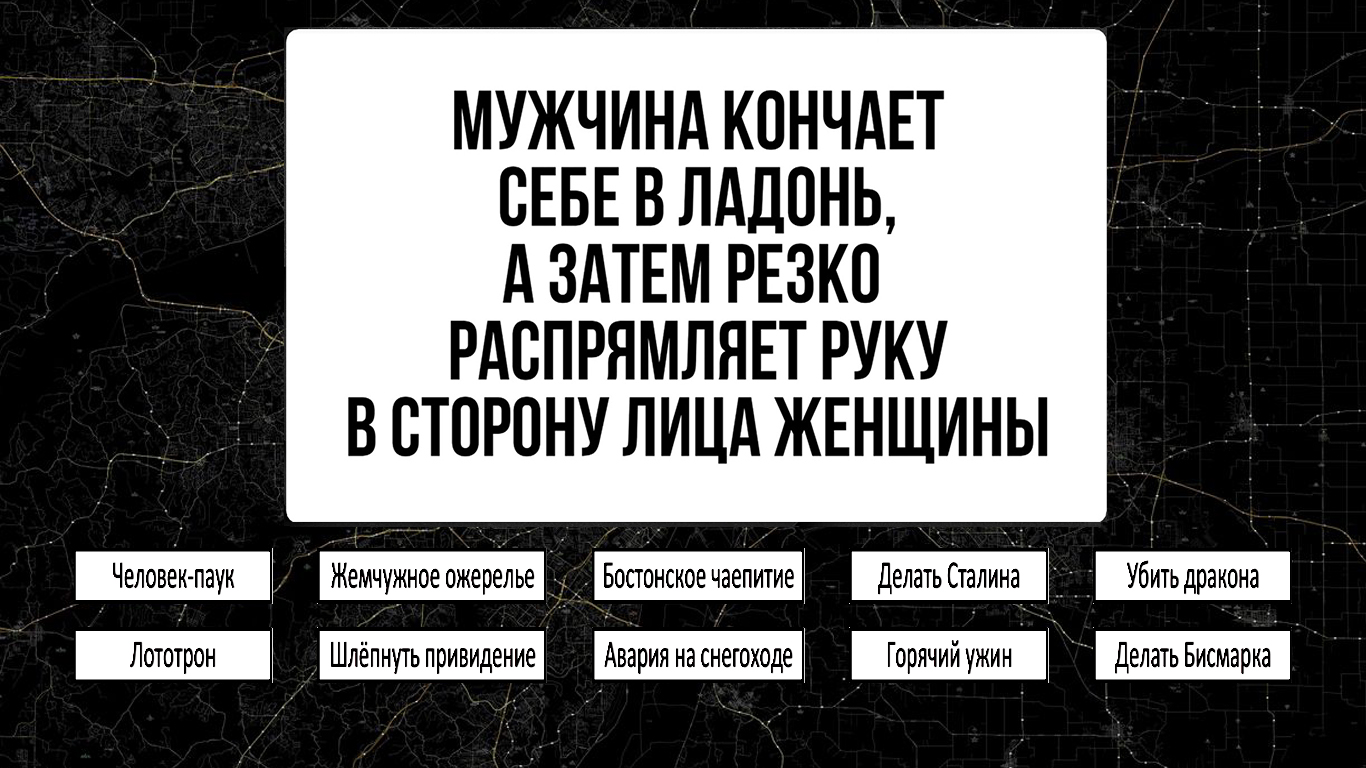 МУЖЧИНА КОНЧАЕТ
СЕБЕ В ЛАДОНЬ,
А ЗАТЕМ РЕЗКО
РАСПРЯМЛЯЕТ РУКУ
В СТОРОНУ ЛИЦА ЖЕНЩИНЫ
Человек-паук
Жемчужное ожерелье
Бостонское чаепитие
Делать Сталина
Убить дракона
Лототрон
Шлёпнуть привидение
Авария на снегоходе
Горячий ужин
Делать Бисмарка